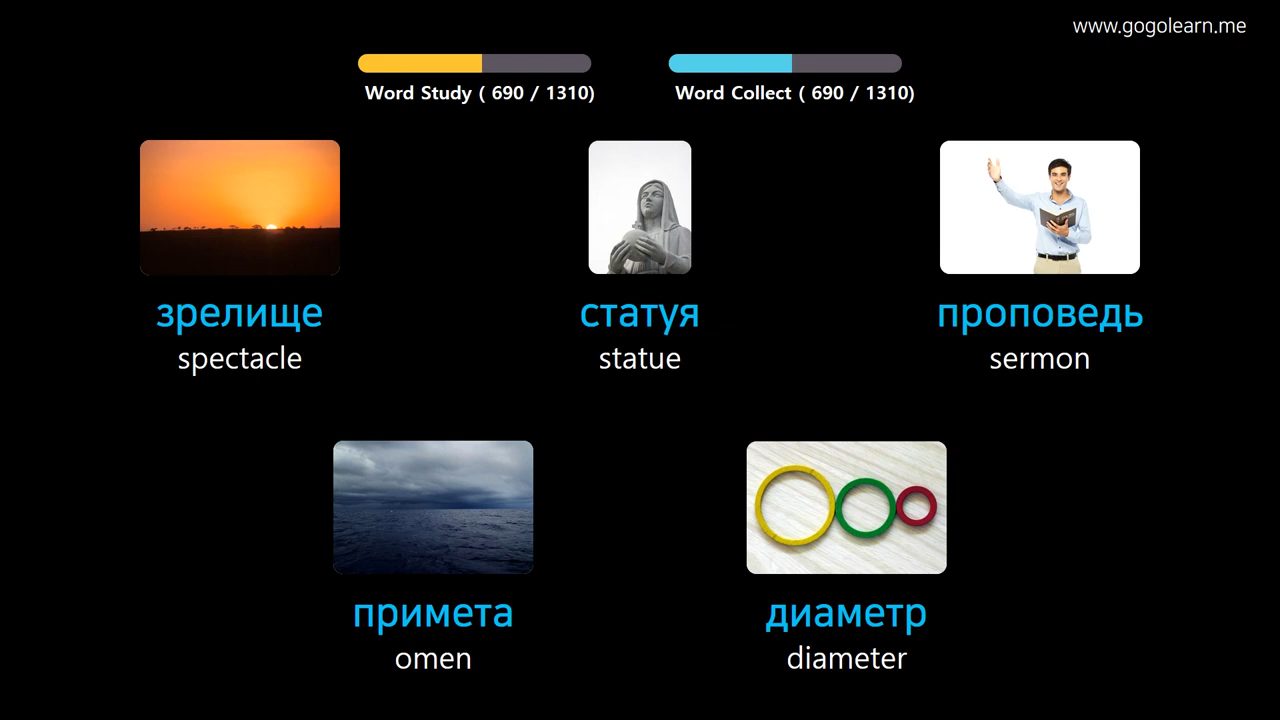 www.gogolearn.me
Word Study ( 690 / 1310)
Word Collect ( 690 / 1310)
зрелище
spectacle
статуя
statue
проповедь
sermon
примета
omen
диаметр
diameter